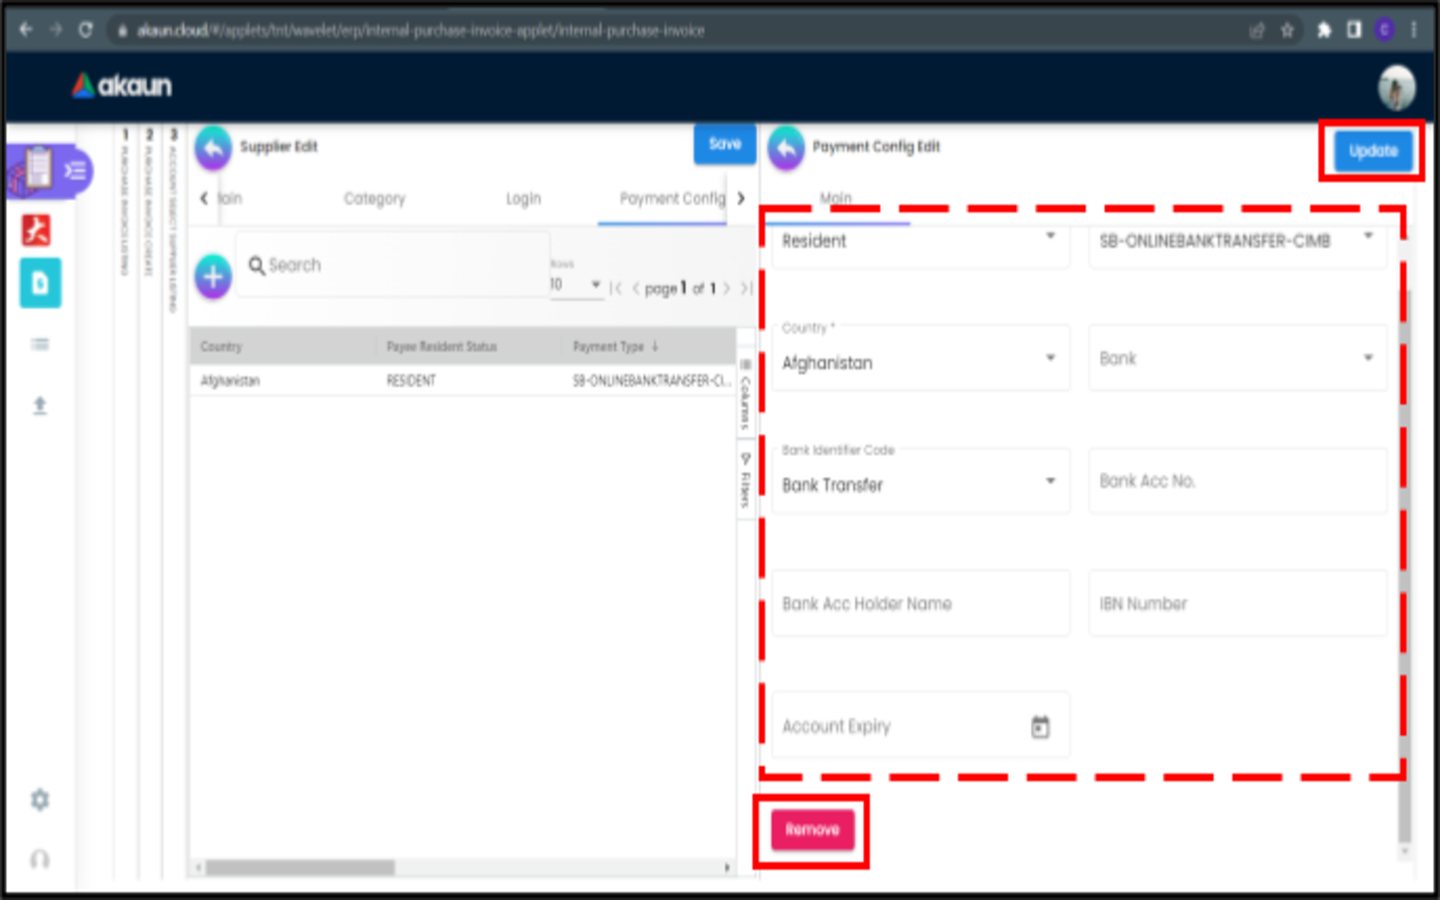 akaun.cloud/#/applets/tnt/wavelet/erp/internal-purchase-invoice-applet/internal-purchase-invoice
C
akaun
1 PURCHASE INVOICE LISTING
2 PURCHASE INVOICE CREATE
3 ACCOUNT SELECT SUPPLIER LISTING
Supplier Edit
Save
Category
Login
Payment Config
Search
Rows
10
page 1 of 1
Country
Payee Resident Status
Payment Type
Afghanistan
RESIDENT
SB-ONLINEBANKTRANSFER-CI...
Columns
Filters
Payment Config Edit
Update
Main
Resident
SB-ONLINEBANKTRANSFER-CIMB
Country *
Afghanistan
Bank
Bank Identifier Code
Bank Transfer
Bank Acc No.
Bank Acc Holder Name
IBN Number
Account Expiry
Remove